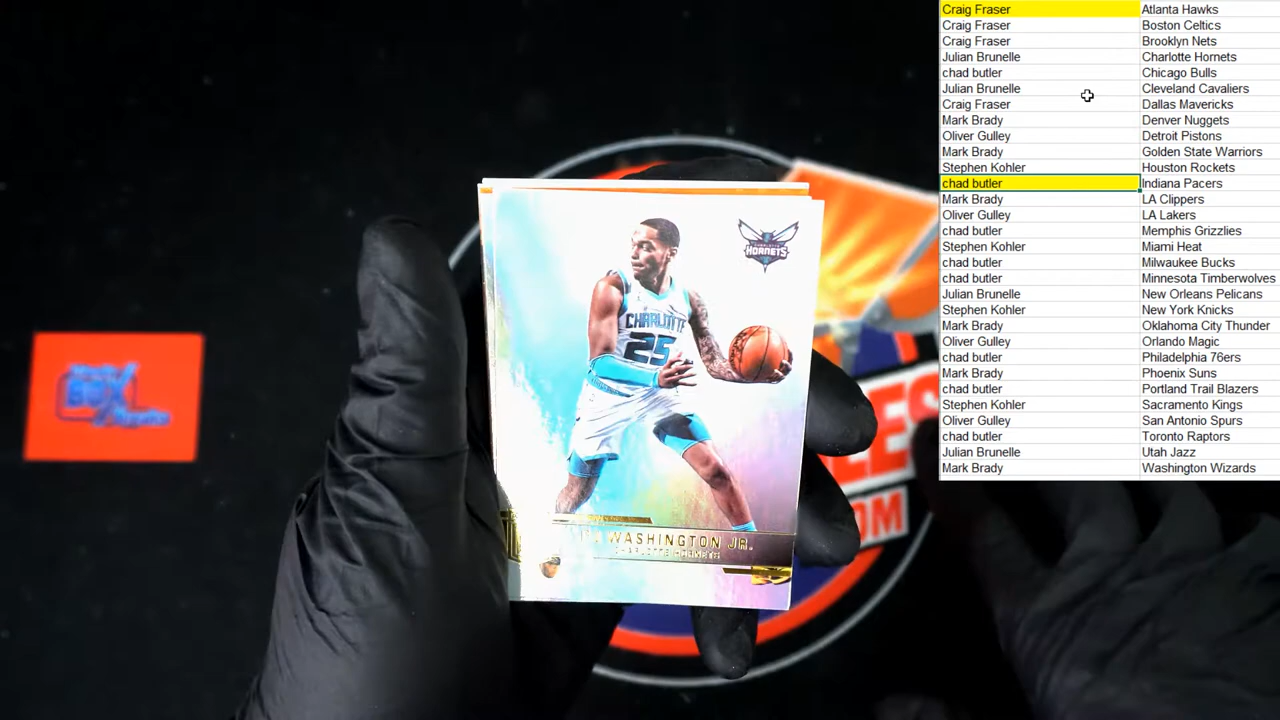 Craig Fraser Atlanta Hawks
Craig Fraser Boston Celtics
Craig Fraser Brooklyn Nets
Julian Brunelle Charlotte Hornets
chad butler Chicago Bulls
Julian Brunelle Cleveland Cavaliers
Craig Fraser Dallas Mavericks
Mark Brady Denver Nuggets
Oliver Gulley Detroit Pistons
Mark Brady Golden State Warriors
Stephen Kohler Houston Rockets
chad butler Indiana Pacers
Mark Brady LA Clippers
Oliver Gulley LA Lakers
chad butler Memphis Grizzlies
Stephen Kohler Miami Heat
chad butler Milwaukee Bucks
chad butler Minnesota Timberwolves
Julian Brunelle New Orleans Pelicans
Stephen Kohler New York Knicks
Mark Brady Oklahoma City Thunder
Oliver Gulley Orlando Magic
chad butler Philadelphia 76ers
Mark Brady Phoenix Suns
chad butler Portland Trail Blazers
Stephen Kohler Sacramento Kings
Oliver Gulley San Antonio Spurs
chad butler Toronto Raptors
Julian Brunelle Utah Jazz
Mark Brady Washington Wizards
HORNETS
CHARLOTTE
25
WASHINGTON JR.
CHARLOTTE HORNETS
BOX